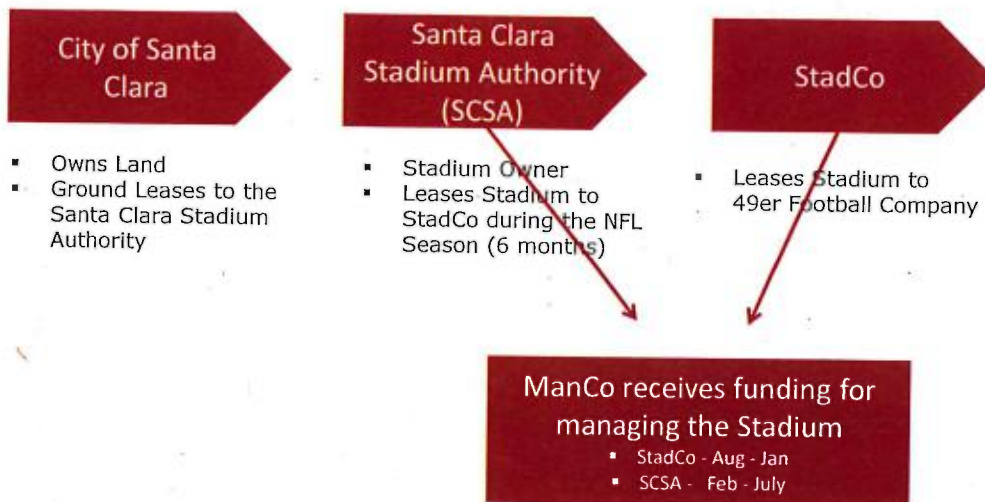 City of Santa
Clara
▪ Owns Land
▪ Ground Leases to the
Santa Clara Stadium
Authority
Santa Clara
Stadium Authority
(SCSA)
▪ Stadium Owner
▪ Leases Stadium to
StadCo during the NFL
Season (6 months)
StadCo
▪ Leases Stadium to
49er Football Company
ManCo receives funding for
managing the Stadium
▪ StadCo - Aug - Jan
▪ SCSA - Feb - July